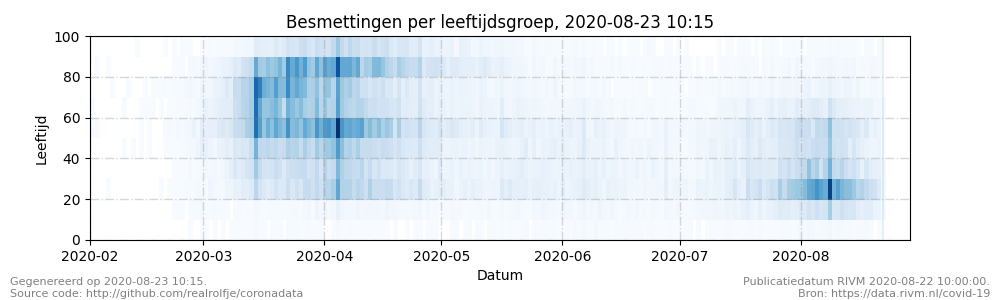 Besmettingen per leeftijdsgroep, 2020-08-23 10:15
100
80
60
40
20
0
Leeftijd
2020-02 2020-03 2020-04 2020-05 2020-06 2020-07 2020-08
Datum
Gegenereerd op 2020-08-23 10:15.
Source code: http://github.com/realrolfje/coronadata
Publicatiedatum RIVM 2020-08-22 10:00:00.
Bron: https://data.rivm.nl/covid-19